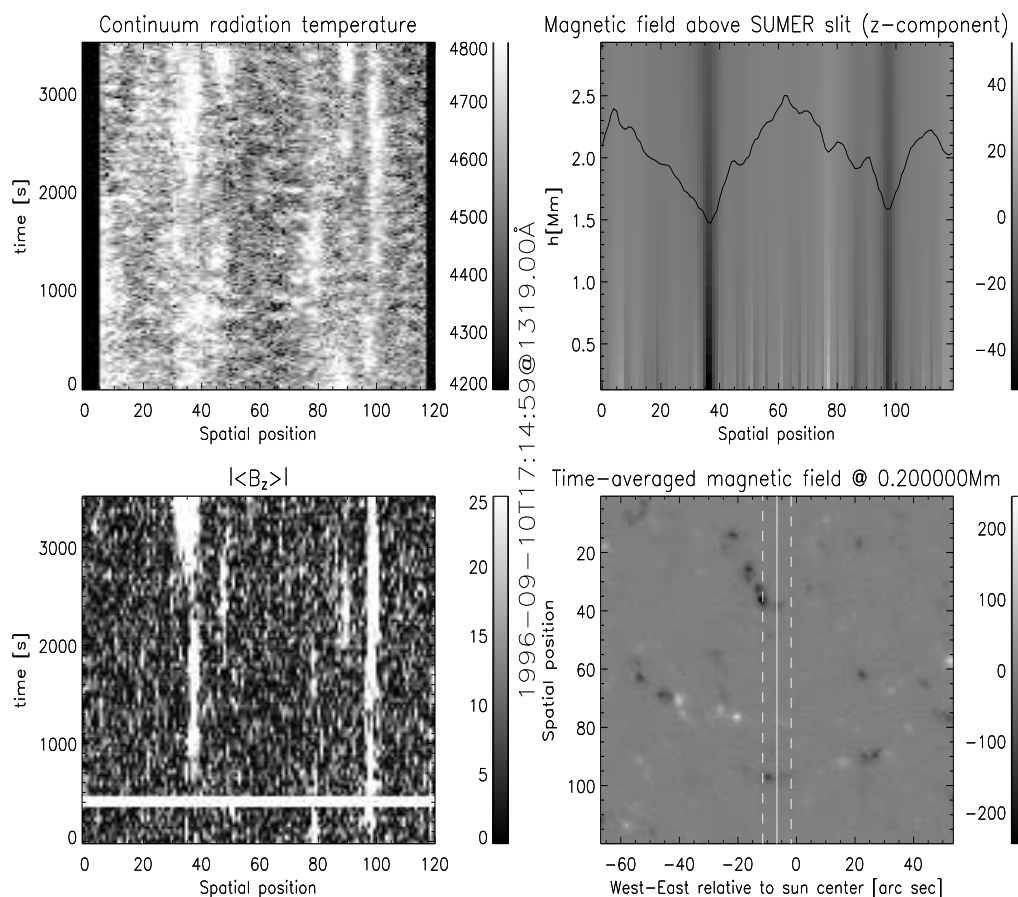 Continuum radiation temperature
time [s]
3000
2000
1000
0
0 20 40 60 80 100 120
Spatial position
4800
4700
4600
4500
4400
4300
4200
Magnetic field above SUMER slit (z-component)
h[Mm]
2.5
2.0
1.5
1.0
0.5
0 20 40 60 80 100
Spatial position
40
20
0
-20
-40
1996-09-10T17:14:59@1319.00Å
|<B_z>|
time [s]
3000
2000
1000
0
0 20 40 60 80 100 120
Spatial position
25
20
15
10
5
0
Time-averaged magnetic field @ 0.200000Mm
Spatial position
20
40
60
80
100
-60 -40 -20 0 20 40
West-East relative to sun center [arc sec]
200
100
0
-100
-200